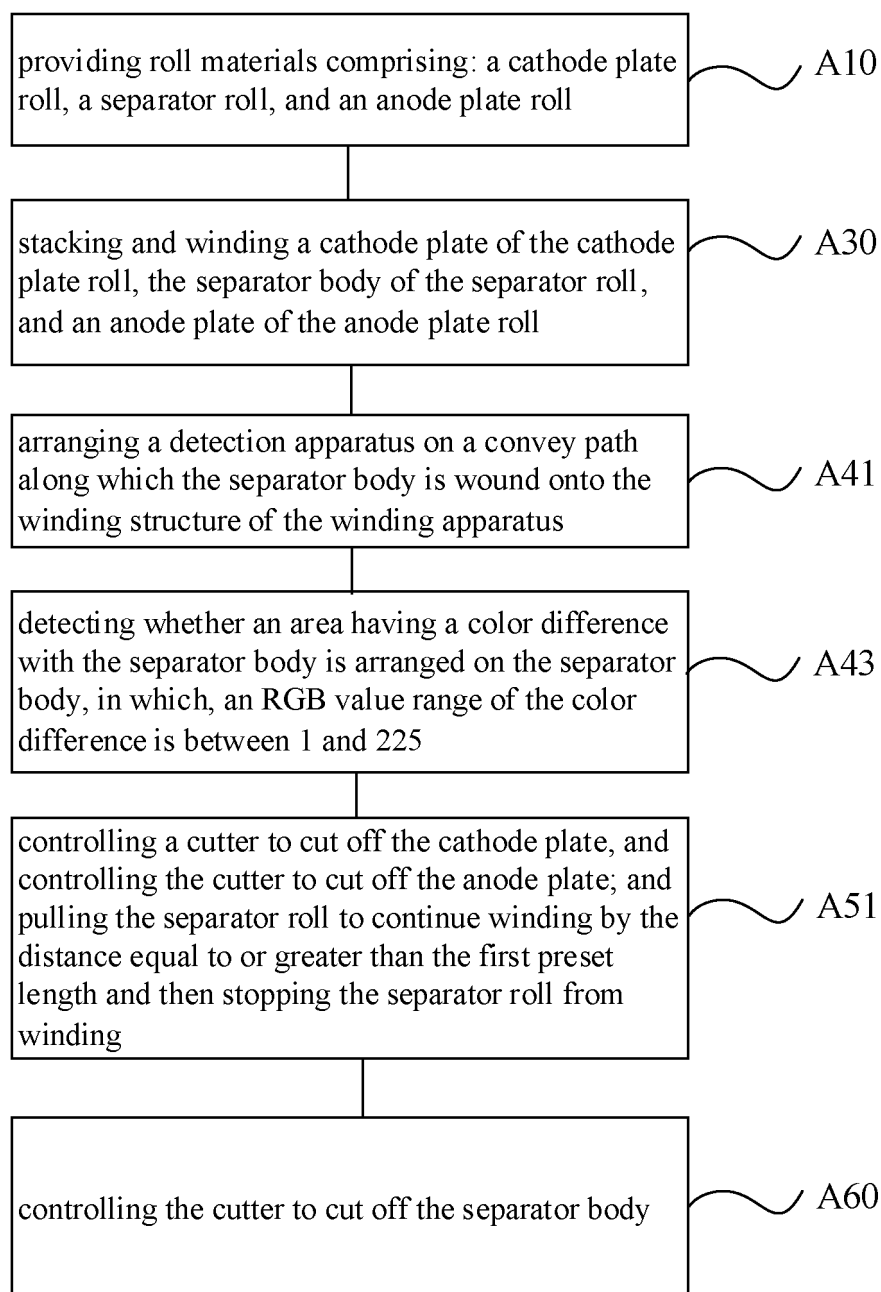 providing roll materials comprising: a cathode plate
roll, a separator roll, and an anode plate roll
A10
stacking and winding a cathode plate of the cathode
plate roll, the separator body of the separator roll,
and an anode plate of the anode plate roll
A30
arranging a detection apparatus on a convey path
along which the separator body is wound onto the
winding structure of the winding apparatus
A41
detecting whether an area having a color difference
with the separator body is arranged on the separator
body, in which, an RGB value range of the color
difference is between 1 and 225
A43
controlling a cutter to cut off the cathode plate, and
controlling the cutter to cut off the anode plate; and
pulling the separator roll to continue winding by the
distance equal to or greater than the first preset
length and then stopping the separator roll from
winding
A51
controlling the cutter to cut off the separator body
A60